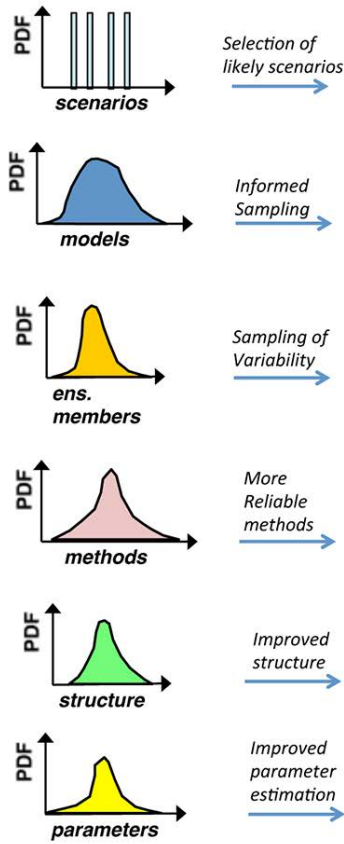 PDF
scenarios
Selection of
likely scenarios
PDF
models
Informed
Sampling
PDF
ens.
members
Sampling of
Variability
PDF
methods
More
Reliable
methods
PDF
structure
Improved
structure
PDF
parameters
Improved
parameter
estimation